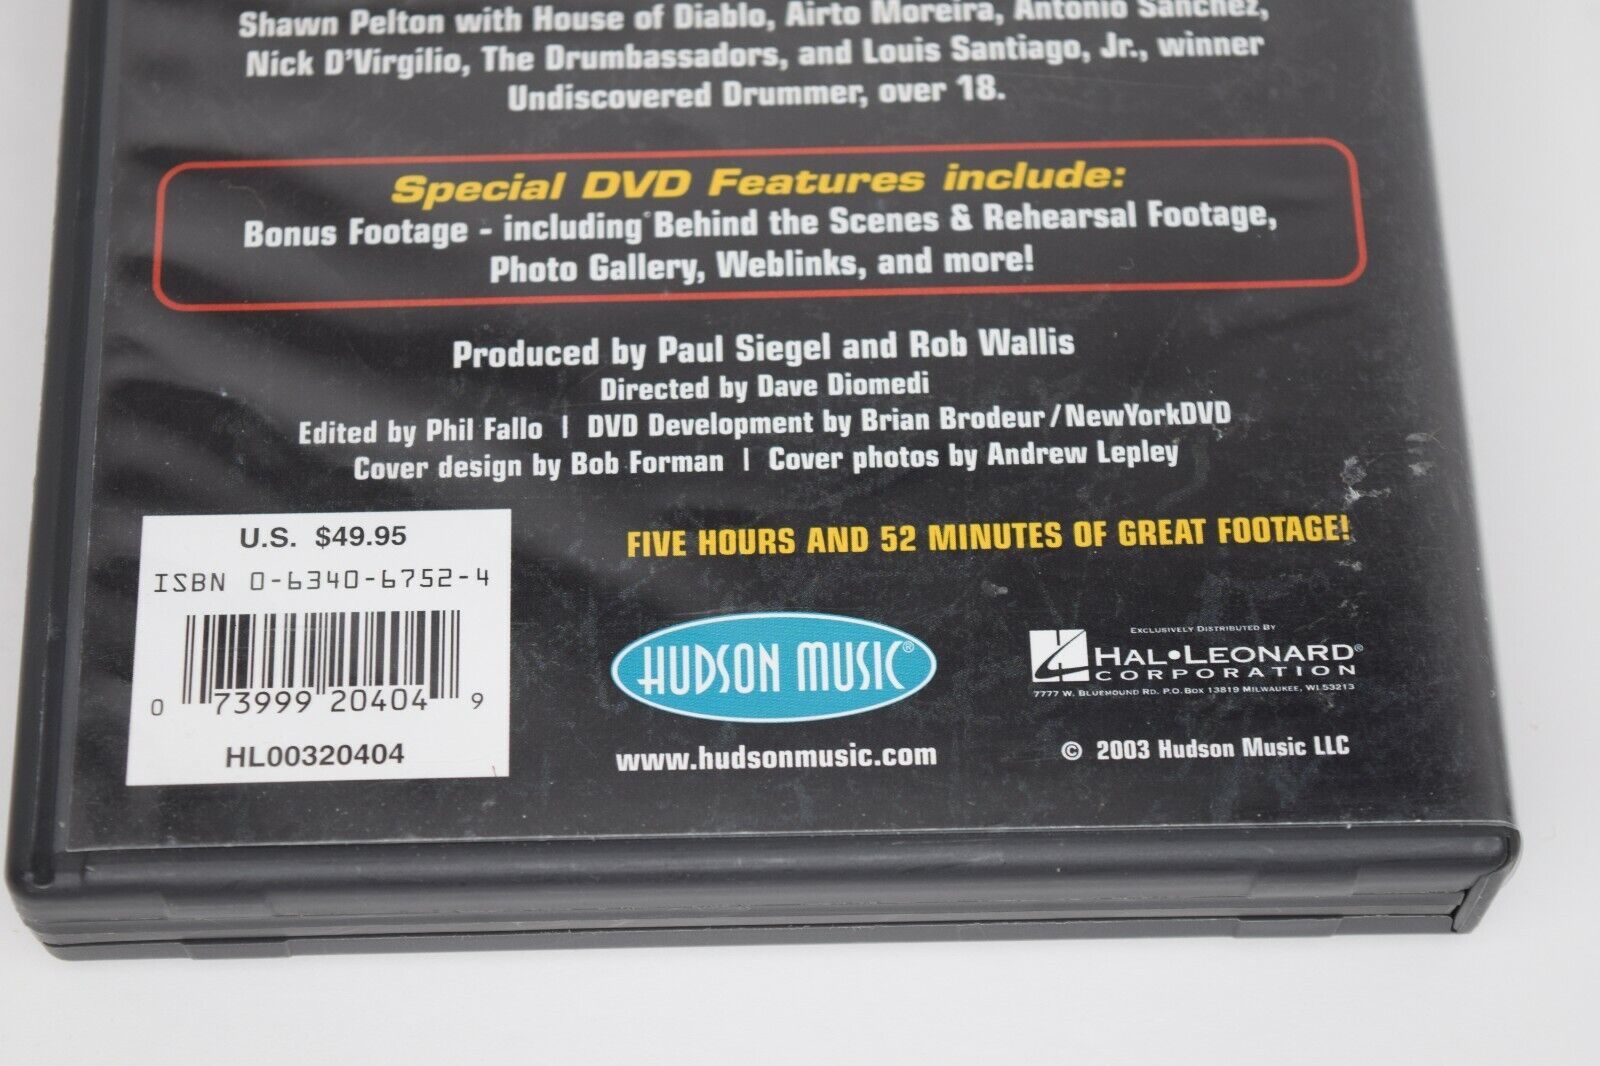 Shawn Pelton with House of Diablo, Airto Moreira, Antonio Sanchez,
Nick D'Virgilio, The Drumbassadors, and Louis Santiago, Jr., winner
Undiscovered Drummer, over 18.
Special DVD Features include:
Bonus Footage - including Behind the Scenes & Rehearsal Footage,
Photo Gallery, Weblinks, and more!
Produced by Paul Siegel and Rob Wallis
Directed by Dave Diomedi
Edited by Phil Fallo | DVD Development by Brian Brodeur/NewYorkDVD
Cover design by Bob Forman | Cover photos by Andrew Lepley
U.S. $49.95
ISBN 0-6340-6752-4
0 73999 20404 9
HL00320404
FIVE HOURS AND 52 MINUTES OF GREAT FOOTAGE!
HUDSON MUSIC®
www.hudsonmusic.com
EXCLUSIVELY DISTRIBUTED BY
HAL•LEONARD®
CORPORATION
7777 W. BLUEMOUND RD. P.O. BOX 13819 MILWAUKEE, WI 53213
© 2003 Hudson Music LLC